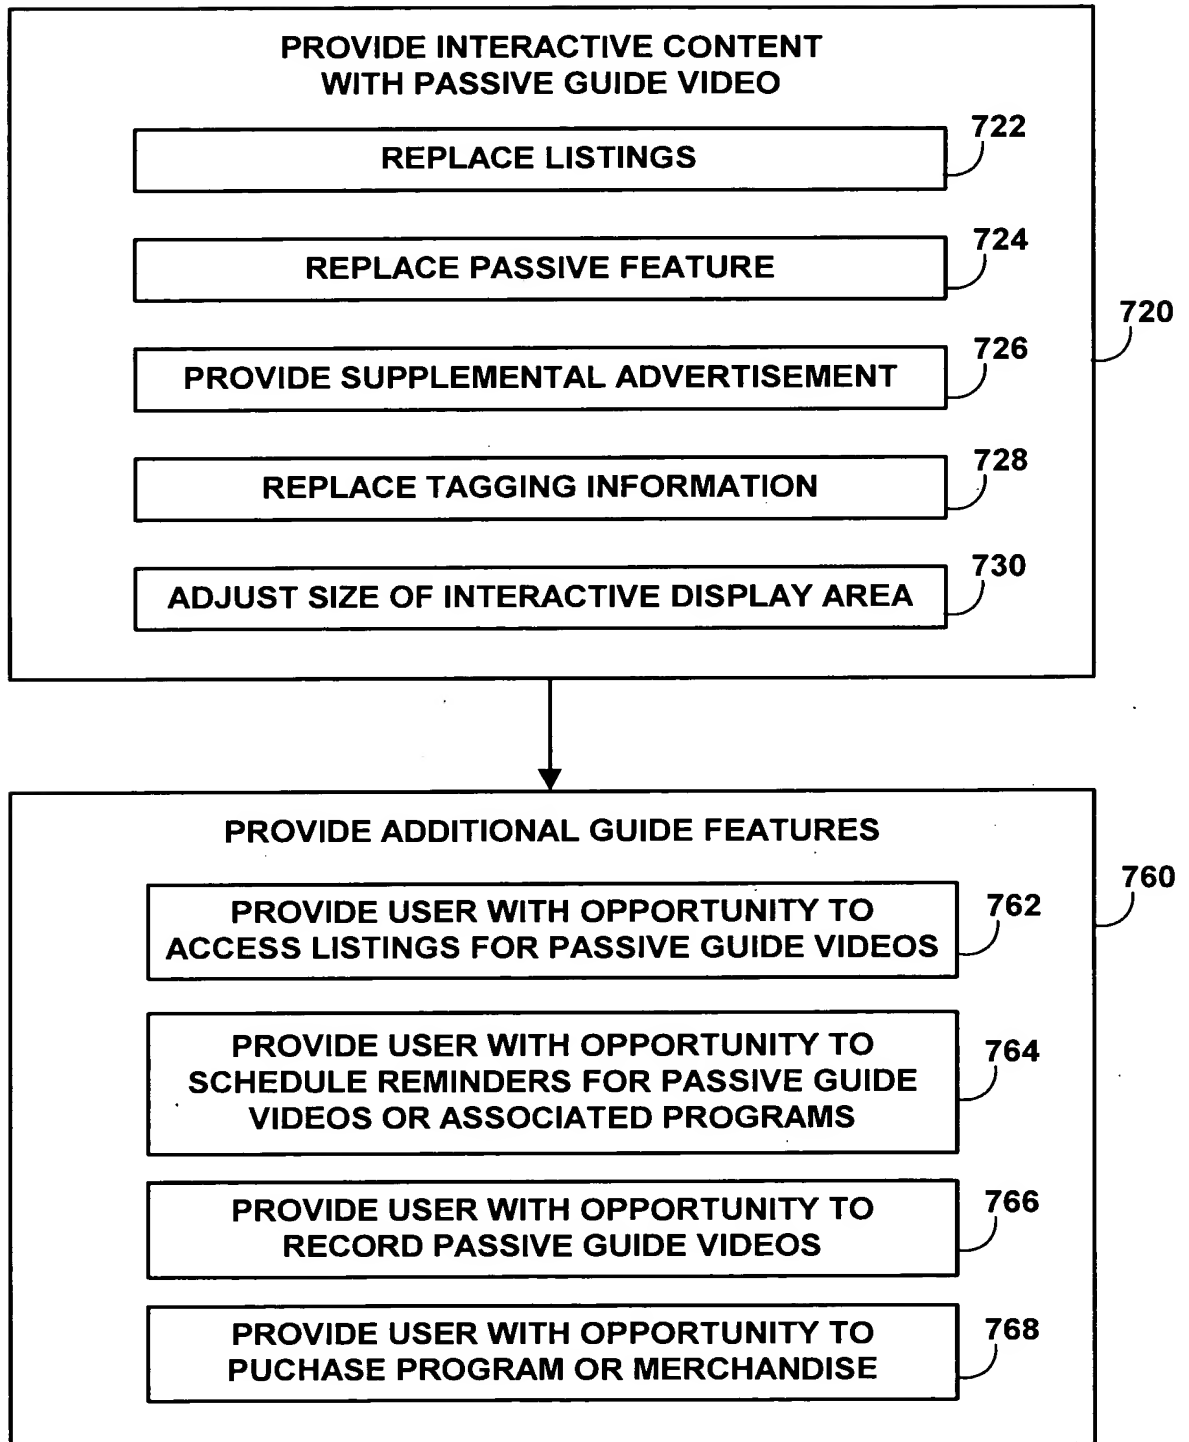 PROVIDE INTERACTIVE CONTENT
WITH PASSIVE GUIDE VIDEO
REPLACE LISTINGS
722
REPLACE PASSIVE FEATURE
724
720
PROVIDE SUPPLEMENTAL ADVERTISEMENT
726
REPLACE TAGGING INFORMATION
728
ADJUST SIZE OF INTERACTIVE DISPLAY AREA
730
PROVIDE ADDITIONAL GUIDE FEATURES
760
PROVIDE USER WITH OPPORTUNITY TO
ACCESS LISTINGS FOR PASSIVE GUIDE VIDEOS
762
PROVIDE USER WITH OPPORTUNITY TO
SCHEDULE REMINDERS FOR PASSIVE GUIDE
VIDEOS OR ASSOCIATED PROGRAMS
764
PROVIDE USER WITH OPPORTUNITY TO
RECORD PASSIVE GUIDE VIDEOS
766
PROVIDE USER WITH OPPORTUNITY TO
PUCHASE PROGRAM OR MERCHANDISE
768